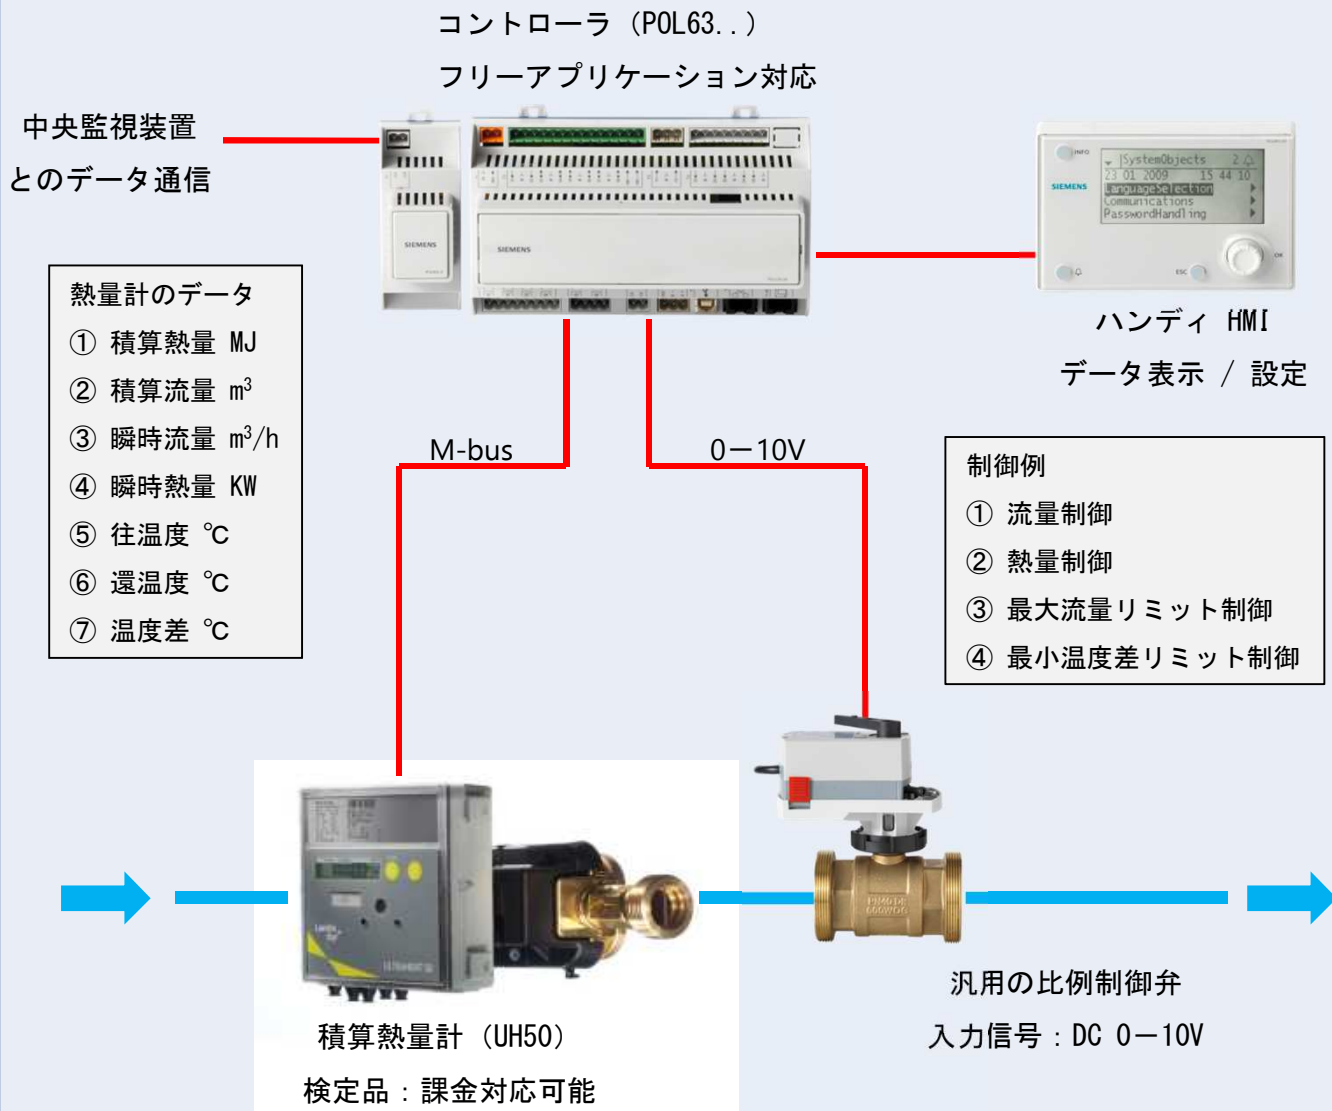 コントローラ（POL63..）
フリーアプリケーション対応
中央監視装置
とのデータ通信
SIEMENS
SIEMENS
INFO
SystemObjects 2
23 01 2009 15 44 10
LanguageSelection
Communications
PasswordHandling
SIEMENS
ESC
OK
ハンディ HMI
データ表示 / 設定
熱量計のデータ
① 積算熱量 MJ
② 積算流量 m³
③ 瞬時流量 m³/h
④ 瞬時熱量 KW
⑤ 往温度 ℃
⑥ 還温度 ℃
⑦ 温度差 ℃
M-bus
0－10V
制御例
① 流量制御
② 熱量制御
③ 最大流量リミット制御
④ 最小温度差リミット制御
PN40
積算熱量計（UH50）
検定品：課金対応可能
汎用の比例制御弁
入力信号：DC 0－10V